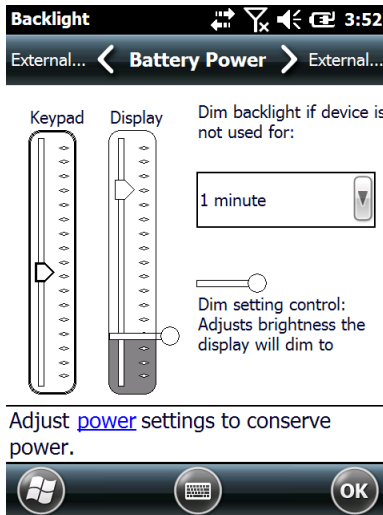 Backlight 3:52
External... Battery Power External...
Keypad Display
Dim backlight if device is
not used for:
1 minute
Dim setting control:
Adjusts brightness the
display will dim to
Adjust power settings to conserve
power.
OK